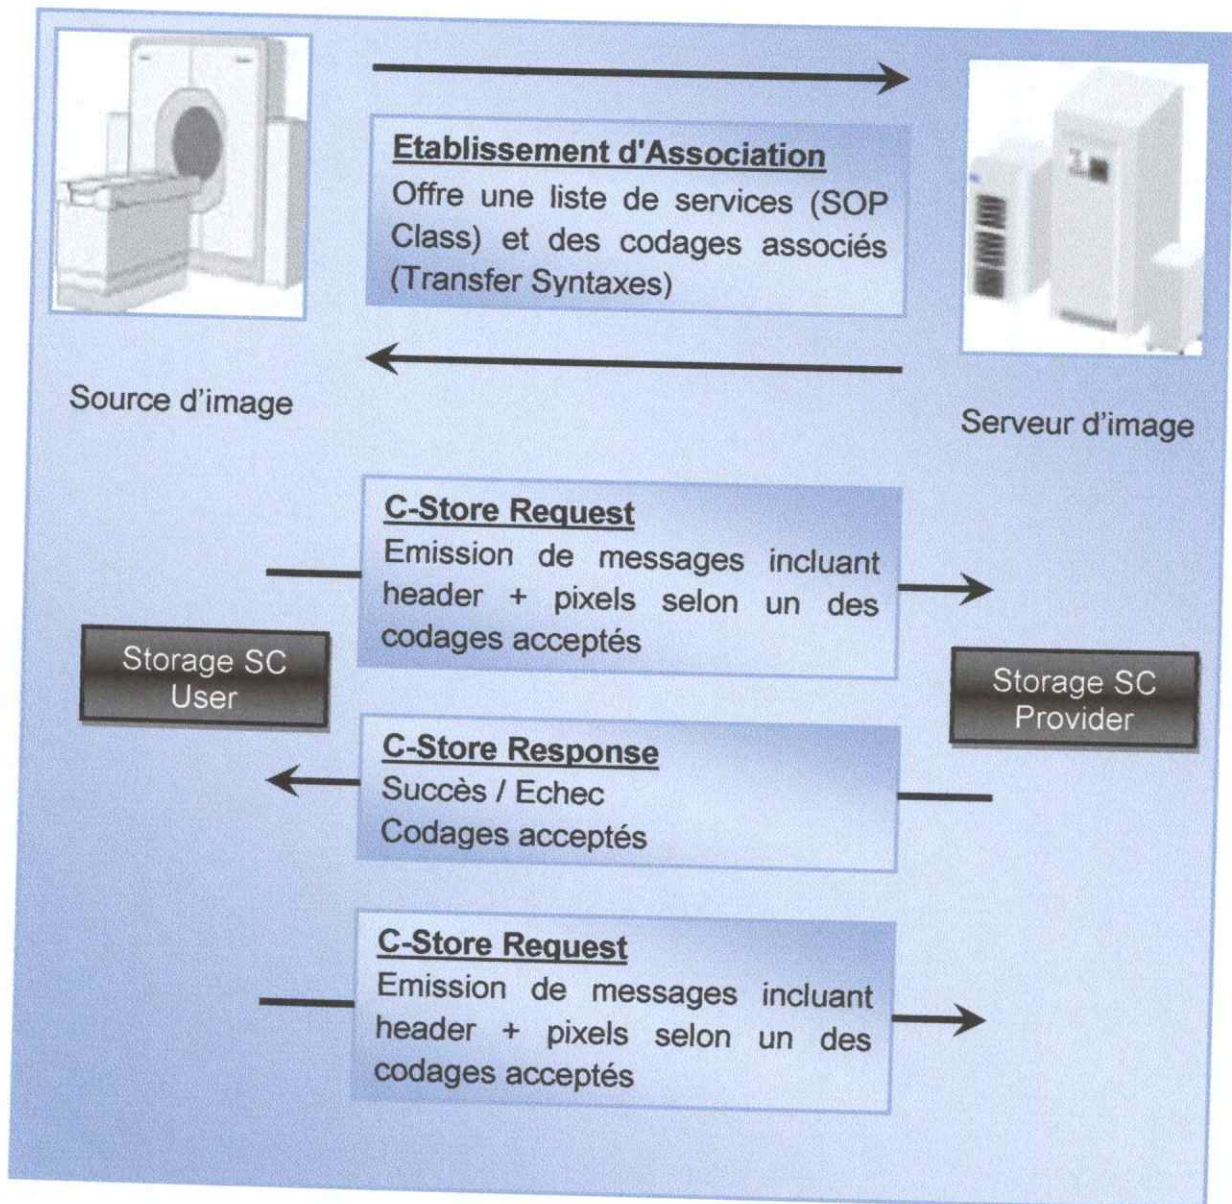 Etablissement d'Association
Offre une liste de services (SOP
Class) et des codages associés
(Transfer Syntaxes)
Source d'image
Serveur d'image
C-Store Request
Emission de messages incluant
header + pixels selon un des
codages acceptés
Storage SC
User
Storage SC
Provider
C-Store Response
Succès / Echec
Codages acceptés
C-Store Request
Emission de messages incluant
header + pixels selon un des
codages acceptés